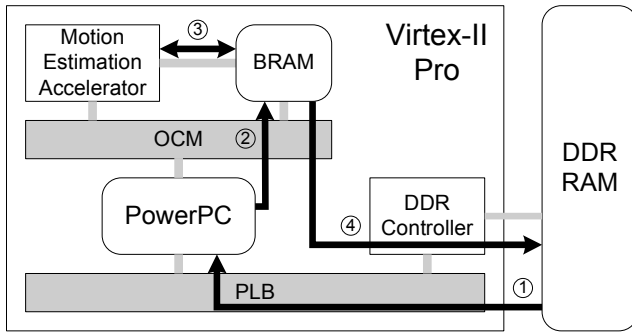 Motion
Estimation
Accelerator
③
BRAM
Virtex-II
Pro
OCM
②
DDR
RAM
PowerPC
DDR
Controller
④
PLB
①